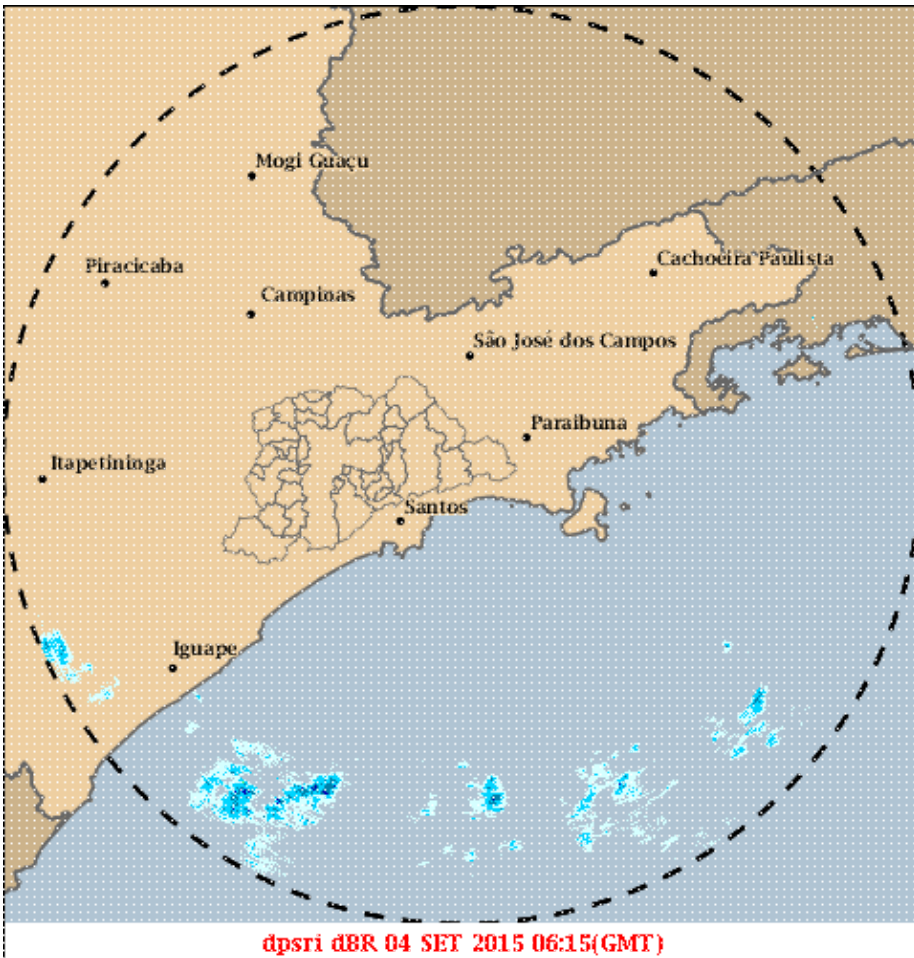 Mogi Guaçu
Piracicaba
Cachoeira Paulista
Campinas
São José dos Campos
Paraibuna
Itapetininga
Santos
Iguape
dpsri dBR 04 SET 2015 06:15(GMT)